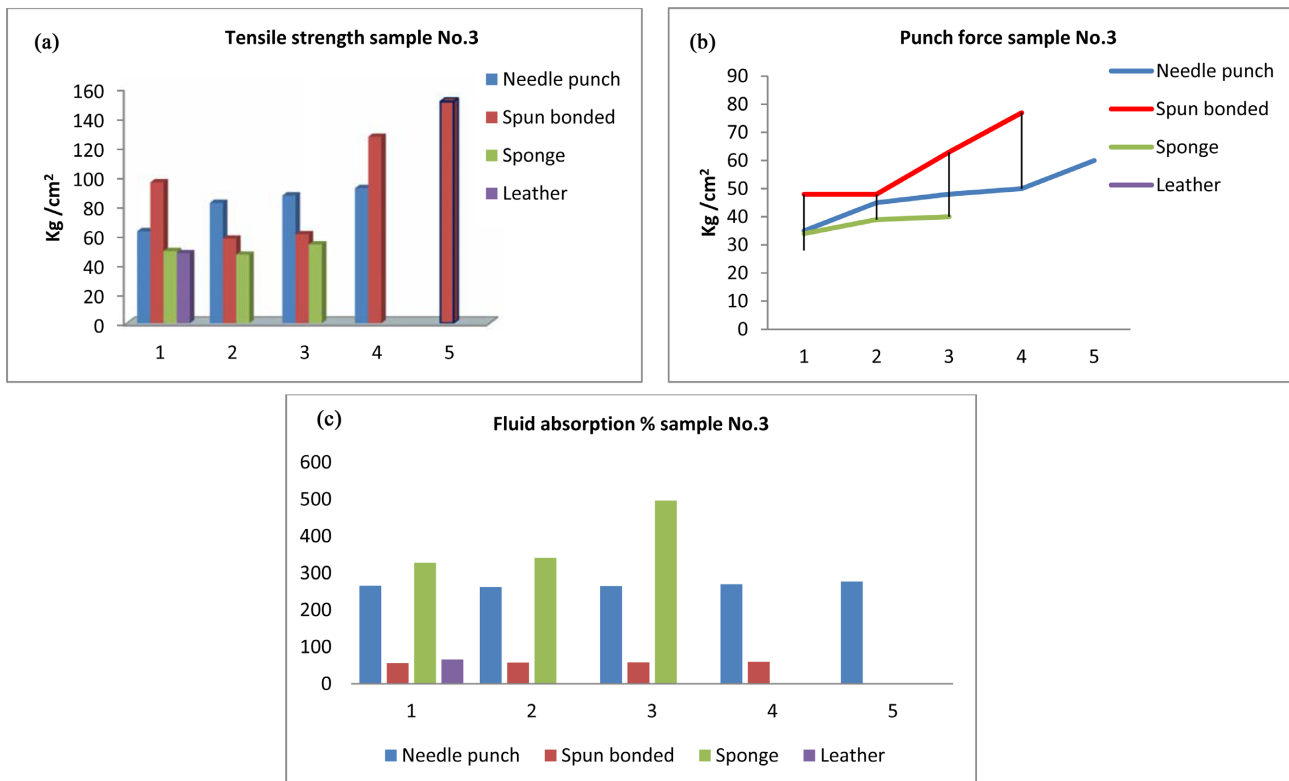 (a)
Tensile strength sample No.3
Kg /cm²
160
140
120
100
80
60
40
20
0
1 2 3 4 5
Needle punch
Spun bonded
Sponge
Leather
(b)
Punch force sample No.3
Kg /cm²
90
80
70
60
50
40
30
20
10
0
1 2 3 4 5
Needle punch
Spun bonded
Sponge
Leather
(c)
Fluid absorption % sample No.3
600
500
400
300
200
100
0
1 2 3 4 5
Needle punch Spun bonded Sponge Leather